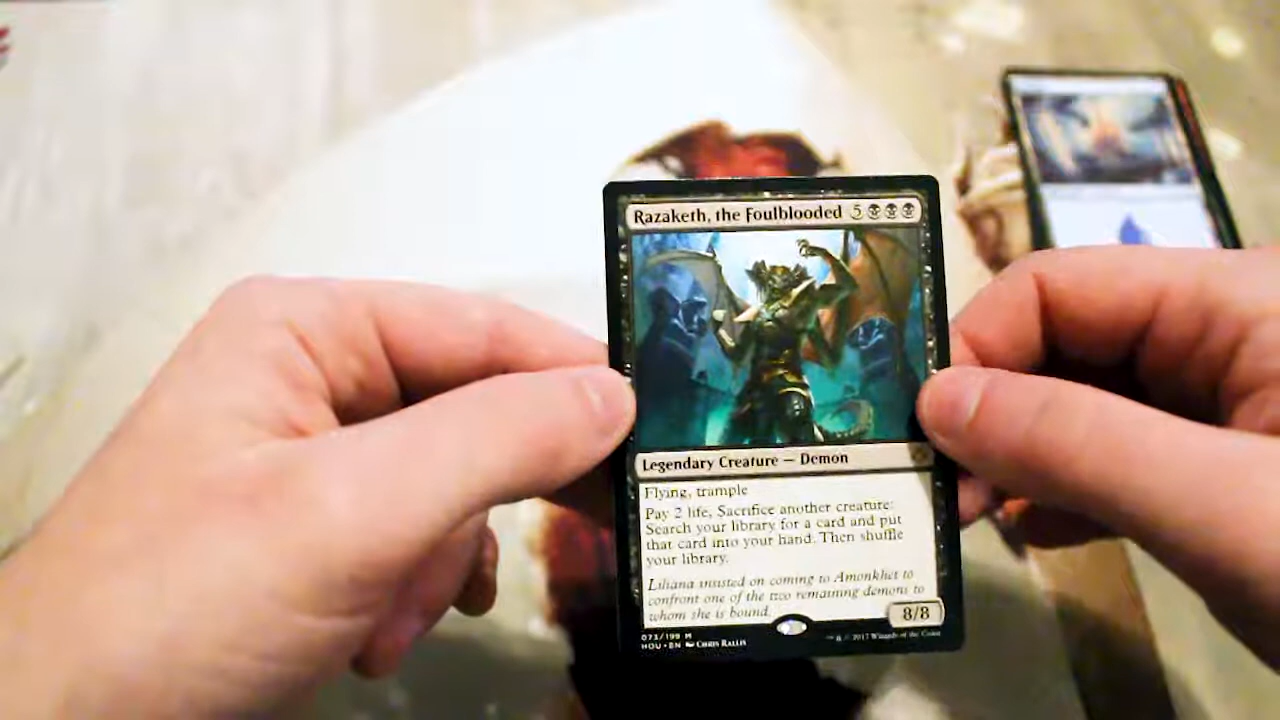 Razaketh, the Foulblooded 5
Legendary Creature — Demon
Flying, trample
Pay 2 life, Sacrifice another creature:
Search your library for a card and put
that card into your hand. Then shuffle
your library.
Liliana insisted on coming to Amonkhet to
confront one of the two remaining demons to
whom she is bound.
8/8
073/199 M
HOU • EN Chris Rallis
™ & © 2017 Wizards of the Coast